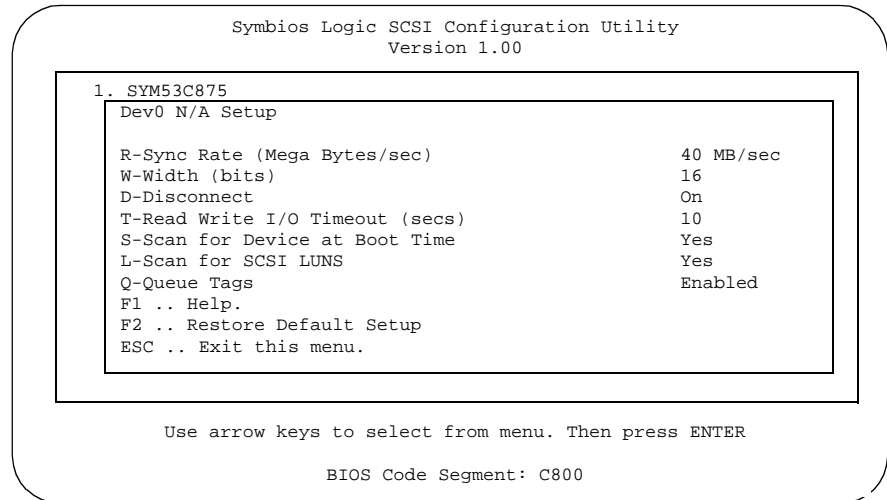 Symbios Logic SCSI Configuration Utility
Version 1.00
1. SYM53C875
Dev0 N/A Setup
R-Sync Rate (Mega Bytes/sec) 40 MB/sec
W-Width (bits) 16
D-Disconnect On
T-Read Write I/O Timeout (secs) 10
S-Scan for Device at Boot Time Yes
L-Scan for SCSI LUNS Yes
Q-Queue Tags Enabled
F1 .. Help.
F2 .. Restore Default Setup
ESC .. Exit this menu.
Use arrow keys to select from menu. Then press ENTER
BIOS Code Segment: C800